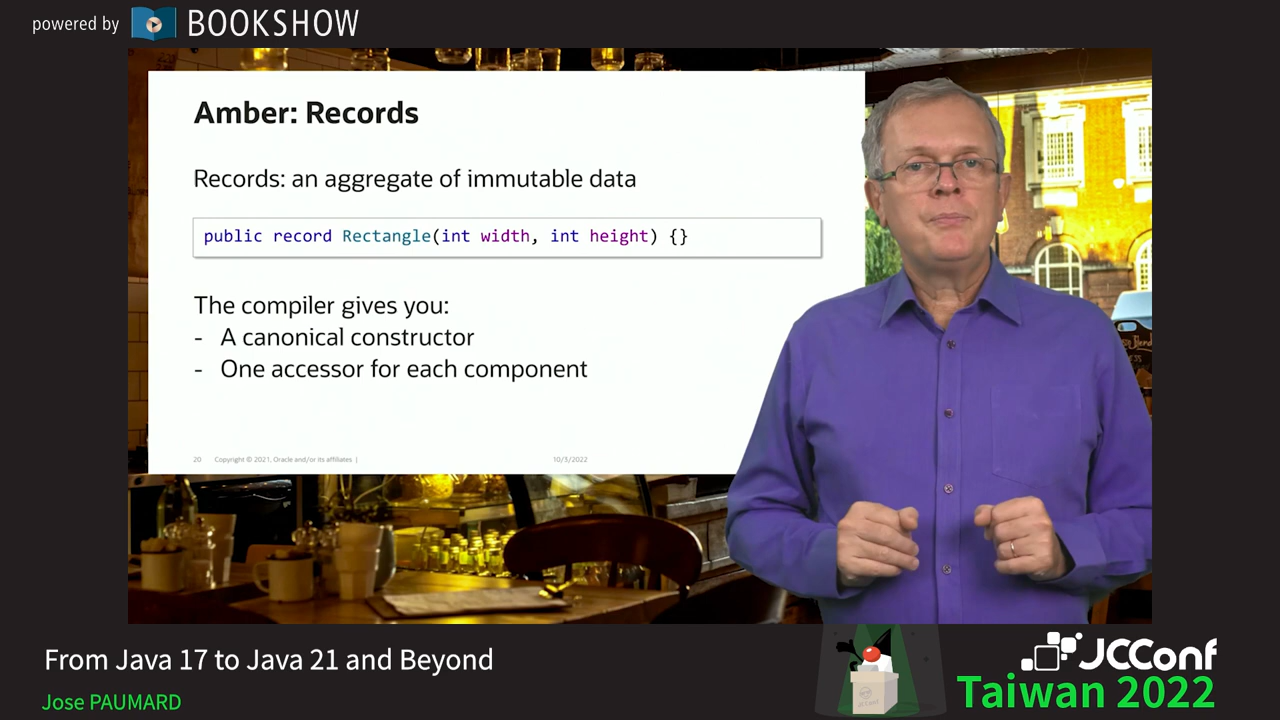 powered by BOOKSHOW
Amber: Records
Records: an aggregate of immutable data
public record Rectangle(int width, int height) {}
The compiler gives you:
- A canonical constructor
- One accessor for each component
20 Copyright © 2021, Oracle and/or its affiliates |
10/3/2022
From Java 17 to Java 21 and Beyond
Jose PAUMARD
JCConf
Taiwan 2022